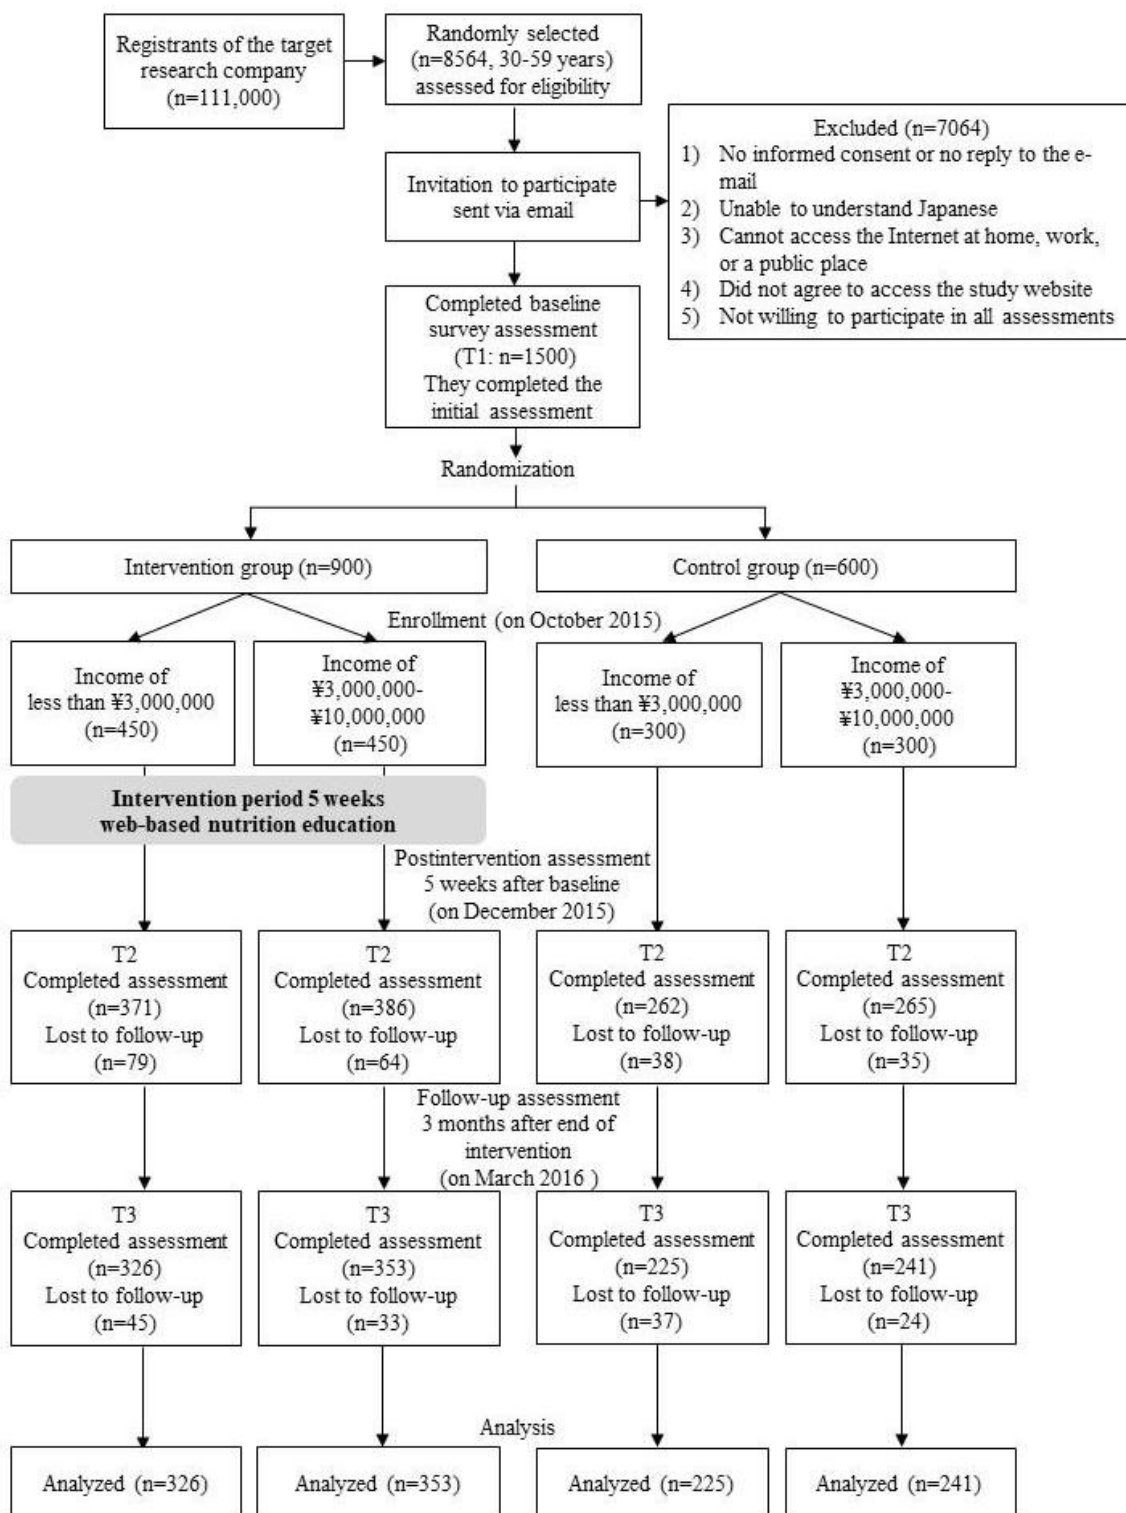 Registrants of the target
research company
(n=111,000)
Randomly selected
(n=8564, 30-59 years)
assessed for eligibility
Invitation to participate
sent via email
Excluded (n=7064)
1) No informed consent or no reply to the e-
mail
2) Unable to understand Japanese
3) Cannot access the Internet at home, work,
or a public place
4) Did not agree to access the study website
5) Not willing to participate in all assessments
Completed baseline
survey assessment
(T1: n=1500)
They completed the
initial assessment
Randomization
Intervention group (n=900)
Control group (n=600)
Enrollment (on October 2015)
Income of
less than ¥3,000,000
(n=450)
Income of
¥3,000,000-
¥10,000,000
(n=450)
Income of
less than ¥3,000,000
(n=300)
Income of
¥3,000,000-
¥10,000,000
(n=300)
Intervention period 5 weeks
web-based nutrition education
Postintervention assessment
5 weeks after baseline
(on December 2015)
T2
Completed assessment
(n=371)
Lost to follow-up
(n=79)
T2
Completed assessment
(n=386)
Lost to follow-up
(n=64)
T2
Completed assessment
(n=262)
Lost to follow-up
(n=38)
T2
Completed assessment
(n=265)
Lost to follow-up
(n=35)
Follow-up assessment
3 months after end of
intervention
(on March 2016 )
T3
Completed assessment
(n=326)
Lost to follow-up
(n=45)
T3
Completed assessment
(n=353)
Lost to follow-up
(n=33)
T3
Completed assessment
(n=225)
Lost to follow-up
(n=37)
T3
Completed assessment
(n=241)
Lost to follow-up
(n=24)
Analysis
Analyzed (n=326)
Analyzed (n=353)
Analyzed (n=225)
Analyzed (n=241)